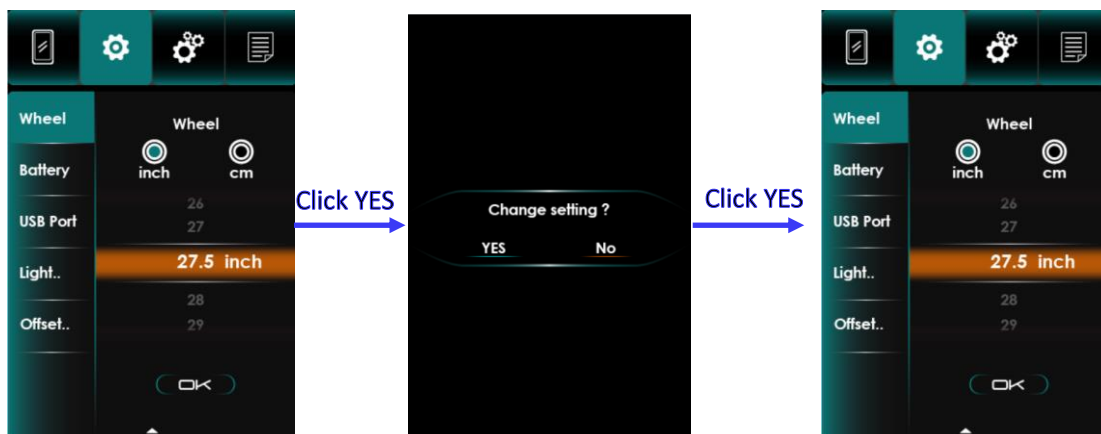 Wheel
Battery
USB Port
Light..
Offset..
Wheel
inch cm
26
27
27.5 inch
28
29
OK
Click YES
Change setting ?
YES No
Click YES
Wheel
Battery
USB Port
Light..
Offset..
Wheel
inch cm
26
27
27.5 inch
28
29
OK